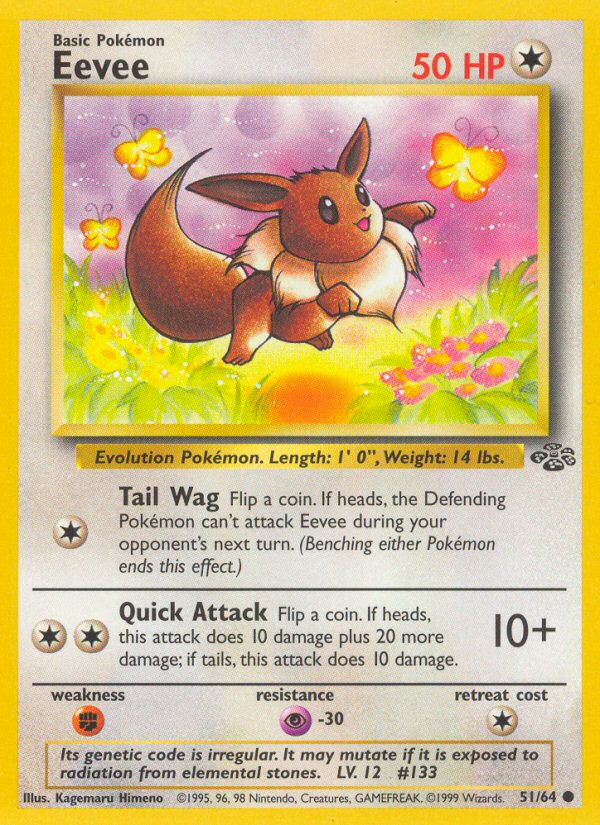 Basic Pokémon
Eevee
50 HP
Evolution Pokémon. Length: 1' 0", Weight: 14 lbs.
Tail Wag Flip a coin. If heads, the Defending
Pokémon can't attack Eevee during your
opponent's next turn. (Benching either Pokémon
ends this effect.)
Quick Attack Flip a coin. If heads,
this attack does 10 damage plus 20 more
damage; if tails, this attack does 10 damage.
10+
weakness resistance retreat cost
-30
Its genetic code is irregular. It may mutate if it is exposed to
radiation from elemental stones. LV. 12 #133
Illus. Kagemaru Himeno ©1995, 96, 98 Nintendo, Creatures, GAMEFREAK. ©1999 Wizards. 51/64